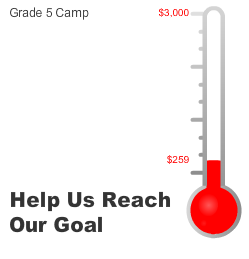 Grade 5 Camp
$3,000
$259
Help Us Reach
Our Goal